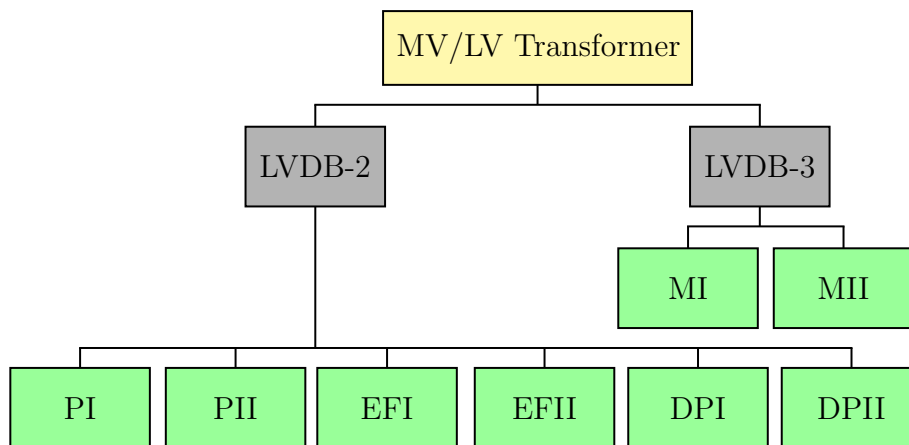 MV/LV Transformer
LVDB-2
LVDB-3
MI
MII
PI
PII
EFI
EFII
DPI
DPII